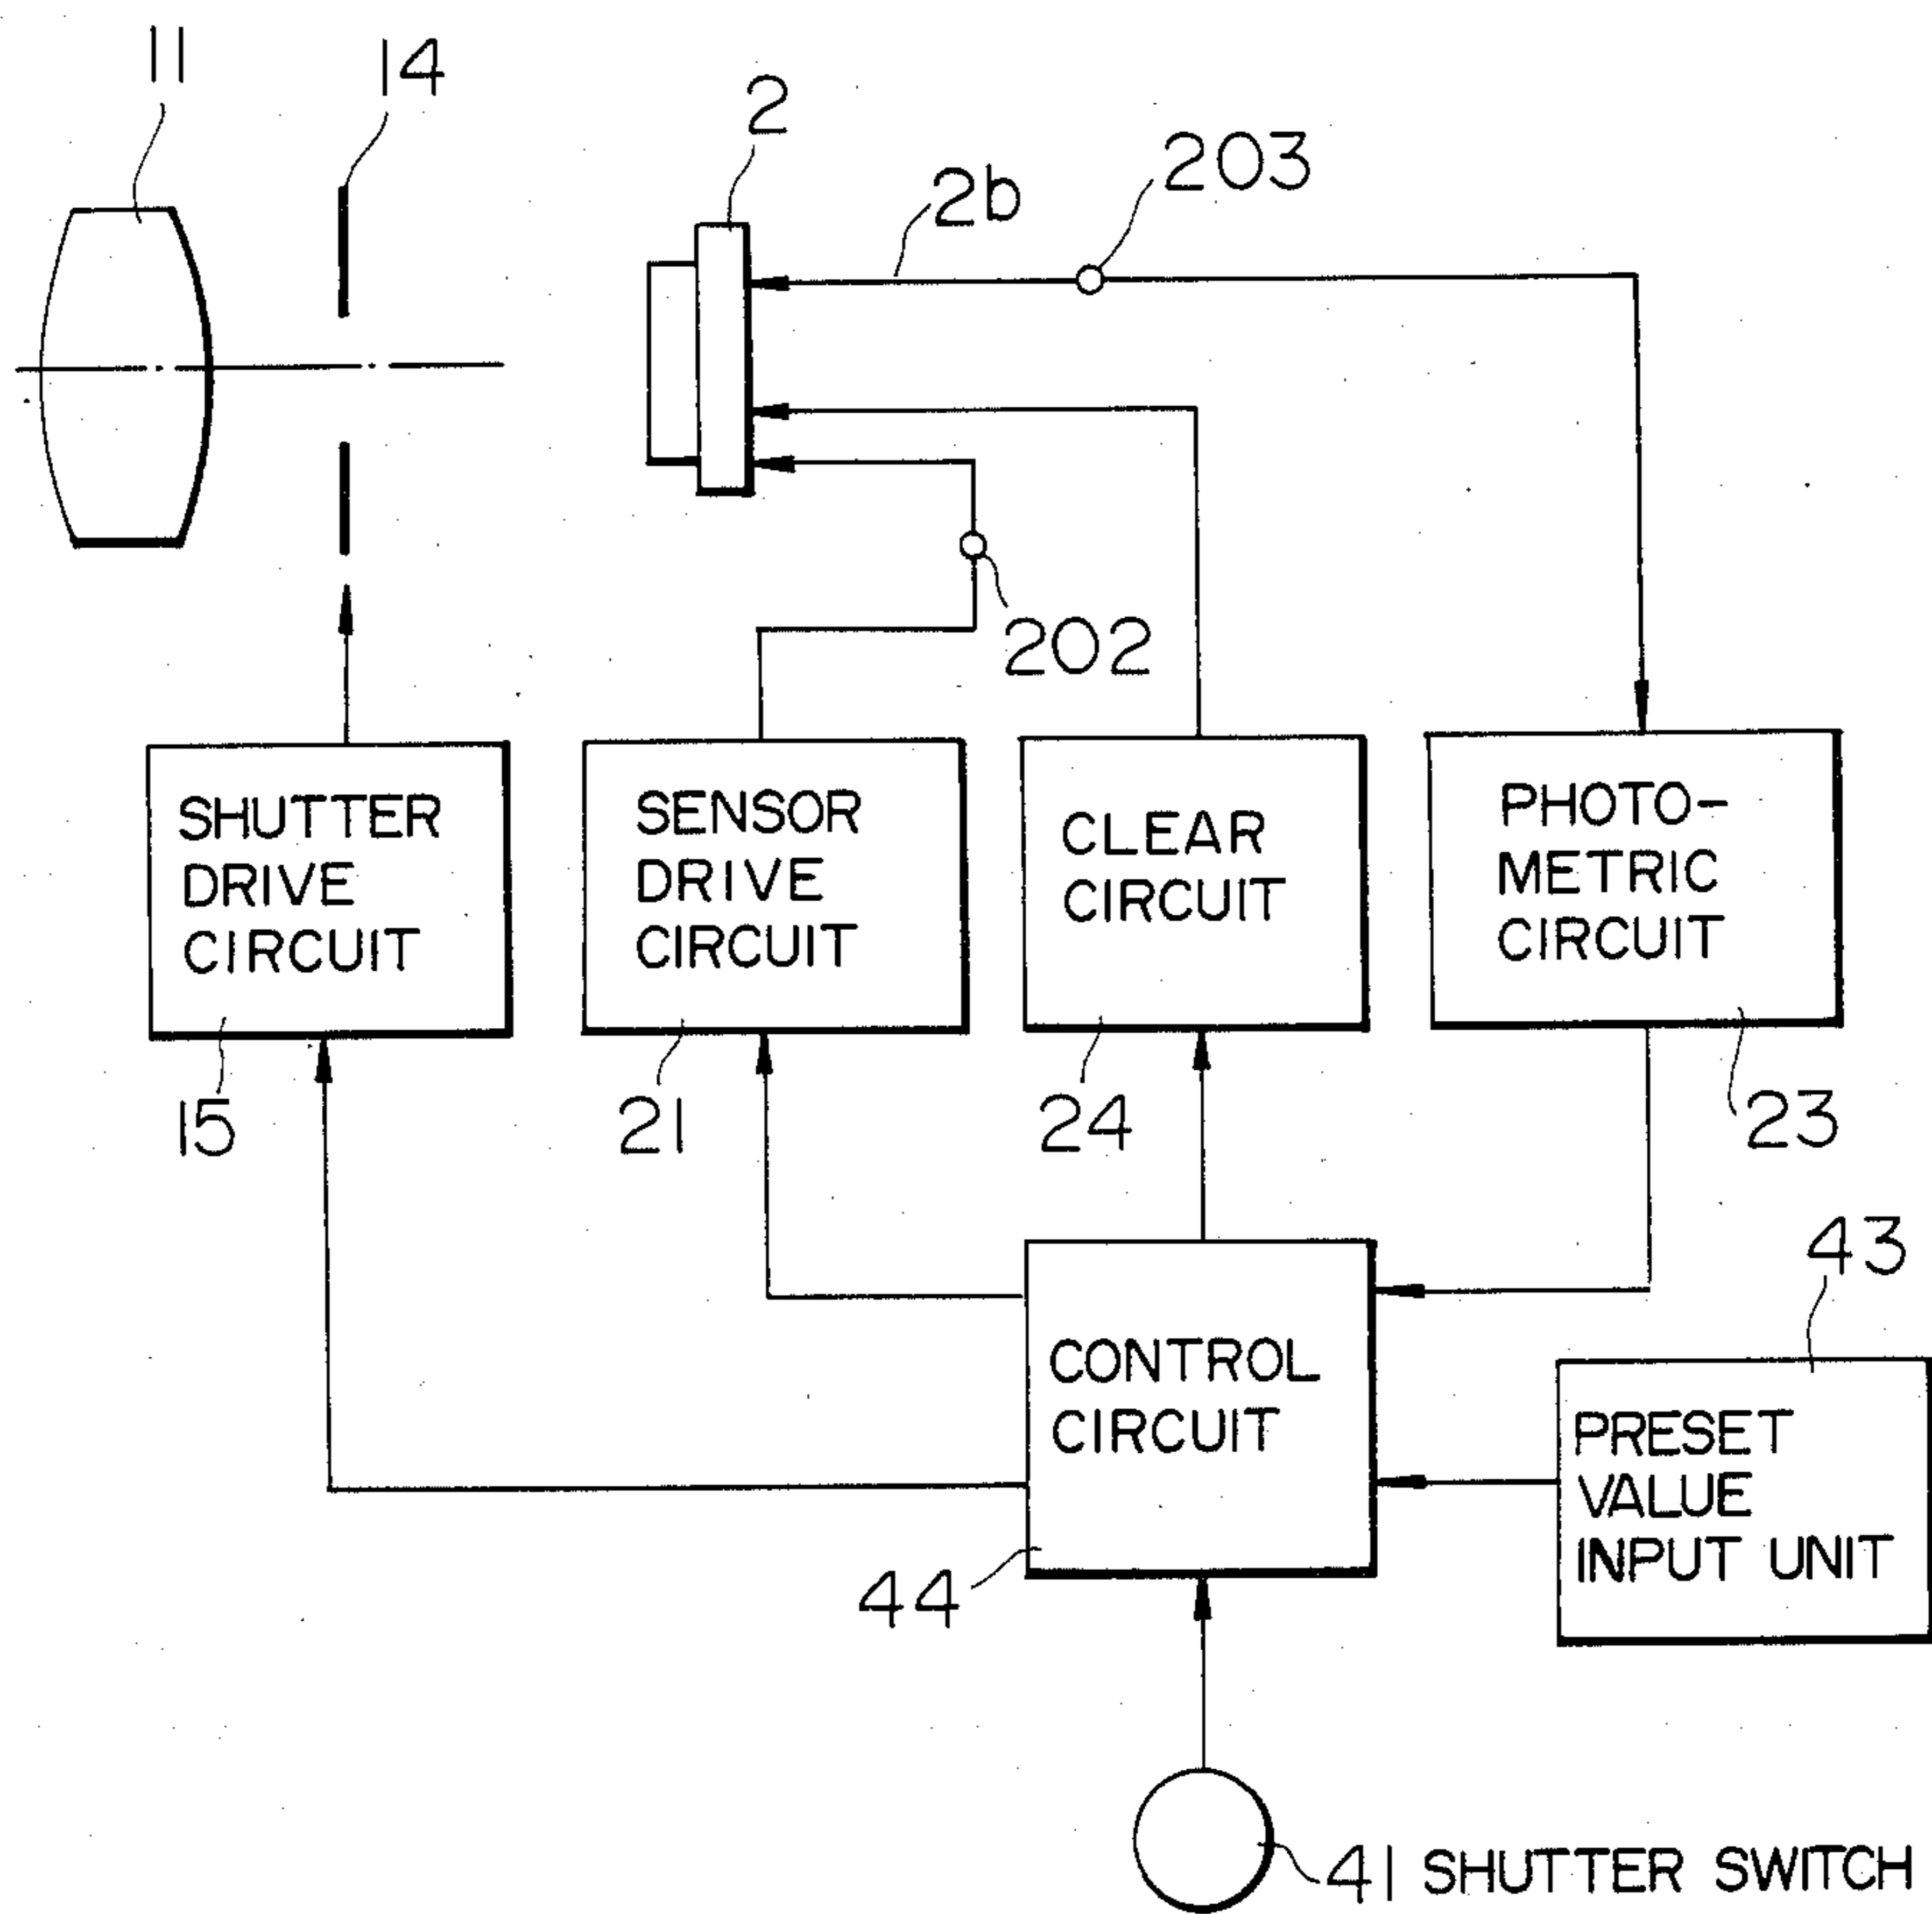 11
14
2
2b
203
202
SHUTTER
DRIVE
CIRCUIT
SENSOR
DRIVE
CIRCUIT
CLEAR
CIRCUIT
PHOTO-
METRIC
CIRCUIT
15
21
24
23
43
CONTROL
CIRCUIT
PRESET
VALUE
INPUT UNIT
44
41 SHUTTER SWITCH